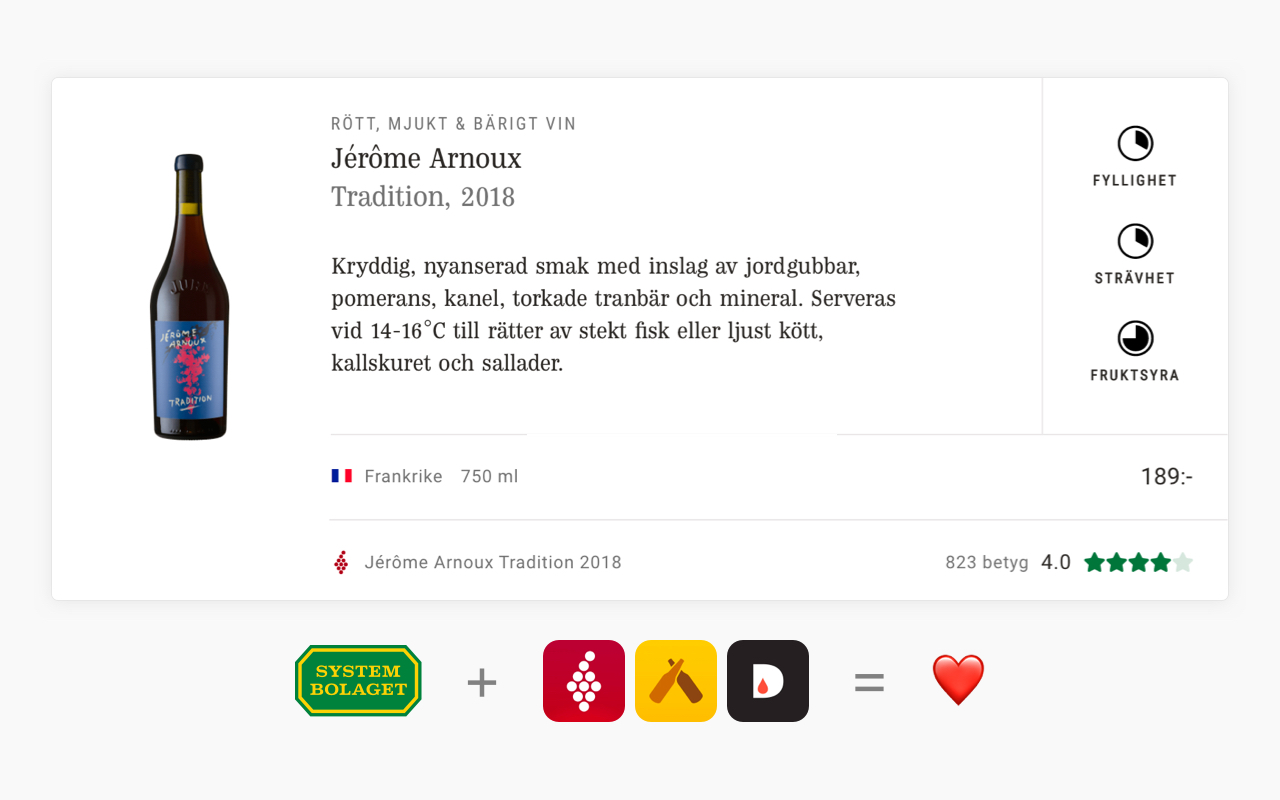 RÖTT, MJUKT & BÄRIGT VIN
Jérôme Arnoux
Tradition, 2018
Kryddig, nyanserad smak med inslag av jordgubbar,
pomerans, kanel, torkade tranbär och mineral. Serveras
vid 14-16°C till rätter av stekt fisk eller ljust kött,
kallskuret och sallader.
FYLLIGHET
STRÄVHET
FRUKTSYRA
JURA
JÉRÔME
ARNOUX
TRADITION
Frankrike 750 ml
189:-
Jérôme Arnoux Tradition 2018
823 betyg 4.0
SYSTEM
BOLAGET
+
D
=